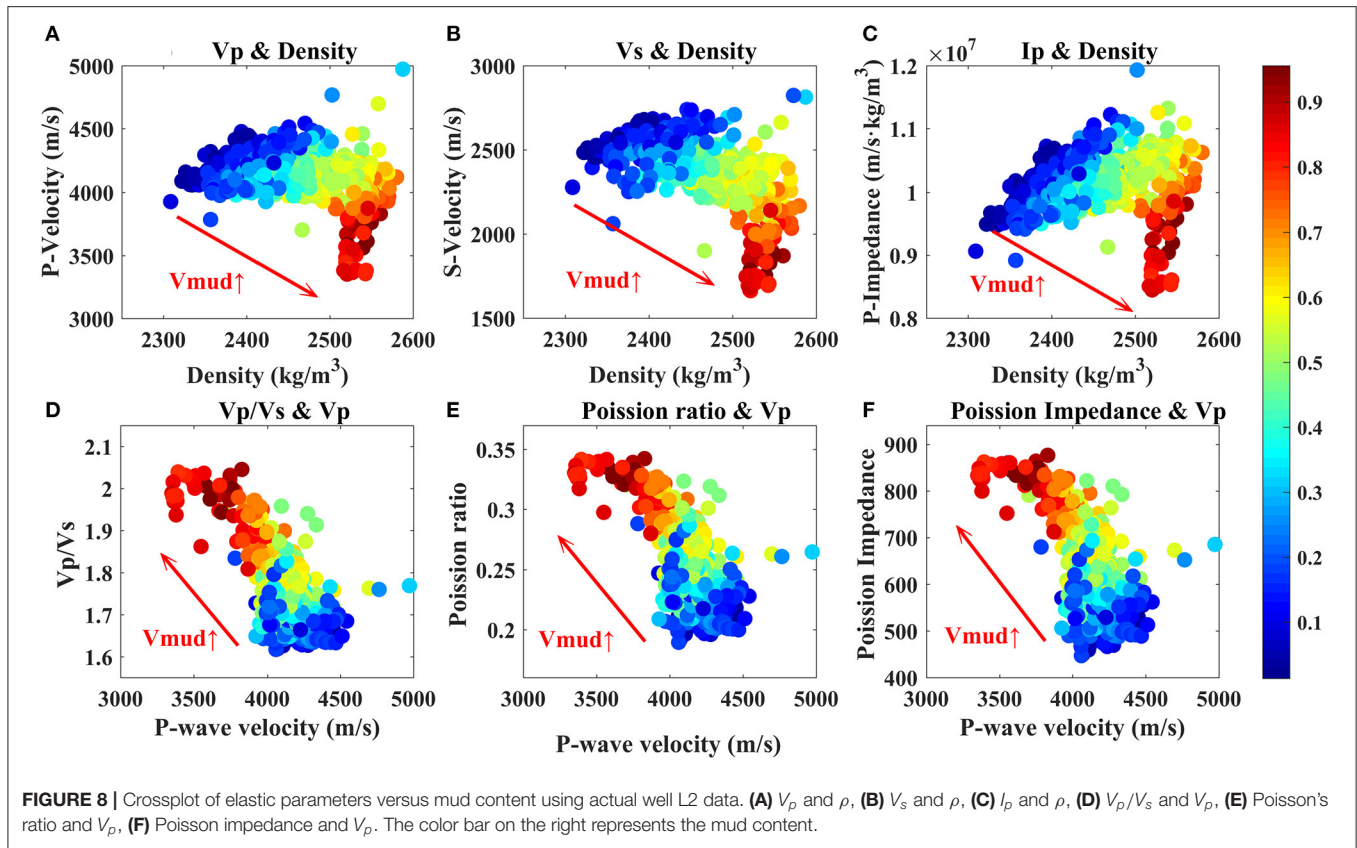 A
Vp & Density
5000
4500
4000
3500
3000
P-Velocity (m/s)
Vmud↑
2300 2400 2500 2600
Density (kg/m³)
B
Vs & Density
3000
2500
2000
1500
S-Velocity (m/s)
Vmud↑
2300 2400 2500 2600
Density (kg/m³)
C
Ip & Density
×10⁷
1.2
1.1
1
0.9
0.8
P-Impedance (m/s·kg/m³)
Vmud↑
2300 2400 2500 2600
Density (kg/m³)
0.9
0.8
0.7
0.6
0.5
0.4
0.3
0.2
0.1
D
Vp/Vs & Vp
2.1
2
1.9
1.8
1.7
1.6
Vp/Vs
Vmud↑
3000 3500 4000 4500 5000
P-wave velocity (m/s)
E
Poission ratio & Vp
0.35
0.3
0.25
0.2
Poission ratio
Vmud↑
3000 3500 4000 4500 5000
P-wave velocity (m/s)
F
Poission Impedance & Vp
900
800
700
600
500
400
Poission Impedance
Vmud↑
3000 3500 4000 4500 5000
P-wave velocity (m/s)
FIGURE 8 | Crossplot of elastic parameters versus mud content using actual well L2 data. (A) Vp and ρ, (B) Vs and ρ, (C) Ip and ρ, (D) Vp/Vs and Vp, (E) Poisson's
ratio and Vp, (F) Poisson impedance and Vp. The color bar on the right represents the mud content.